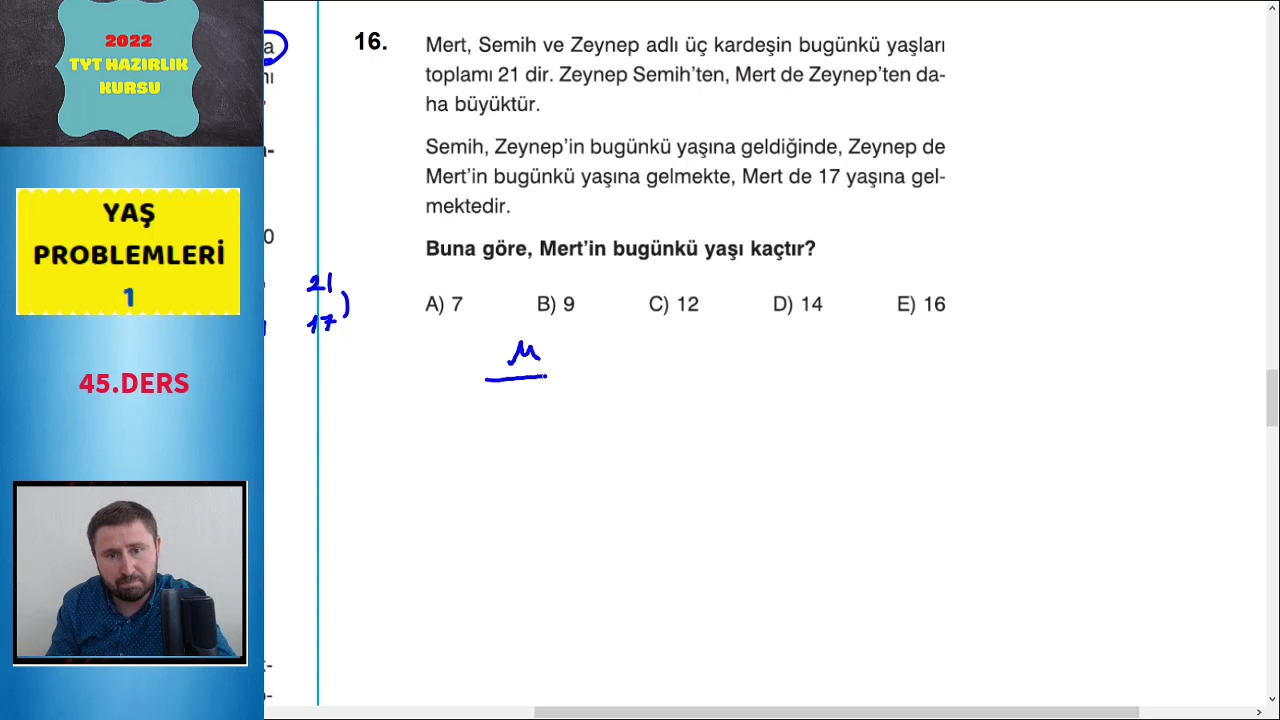 2022
TYT HAZIRLIK
KURSU
YAŞ
PROBLEMLERİ
1
45.DERS
a
nı
0
21
17
16.
Mert, Semih ve Zeynep adlı üç kardeşin bugünkü yaşları
toplamı 21 dir. Zeynep Semih'ten, Mert de Zeynep'ten da-
ha büyüktür.
Semih, Zeynep'in bugünkü yaşına geldiğinde, Zeynep de
Mert'in bugünkü yaşına gelmekte, Mert de 17 yaşına gel-
mektedir.
Buna göre, Mert'in bugünkü yaşı kaçtır?
A) 7 B) 9 C) 12 D) 14 E) 16
M